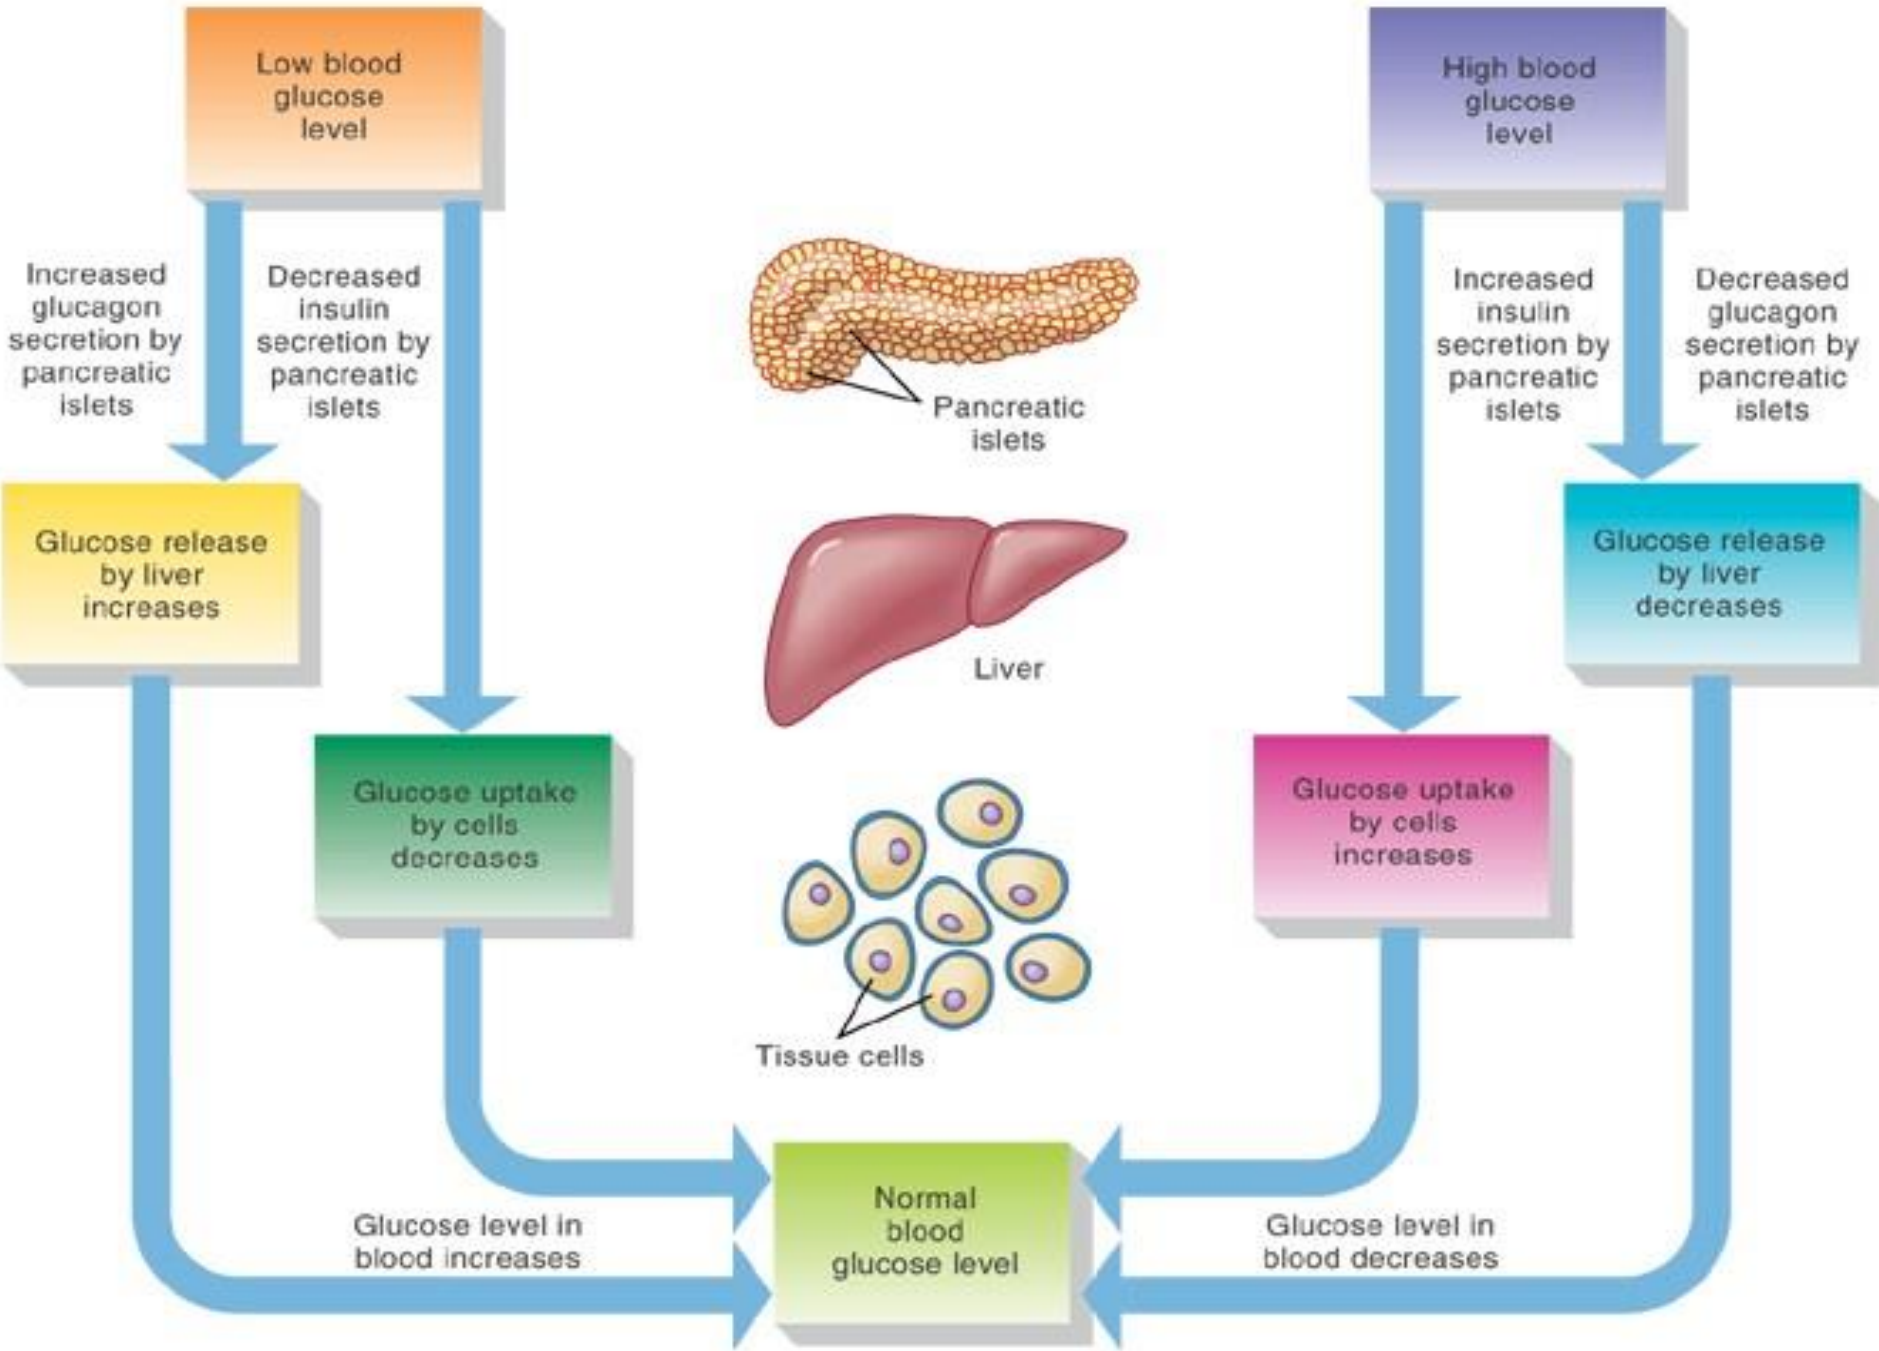 Low blood
glucose
level
High blood
glucose
level
Increased
glucagon
secretion by
pancreatic
islets
Decreased
insulin
secretion by
pancreatic
islets
Pancreatic
islets
Increased
insulin
secretion by
pancreatic
islets
Decreased
glucagon
secretion by
pancreatic
islets
Glucose release
by liver
increases
Liver
Glucose release
by liver
decreases
Glucose uptake
by cells
decreases
Glucose uptake
by cells
increases
Tissue cells
Glucose level in
blood increases
Normal
blood
glucose level
Glucose level in
blood decreases